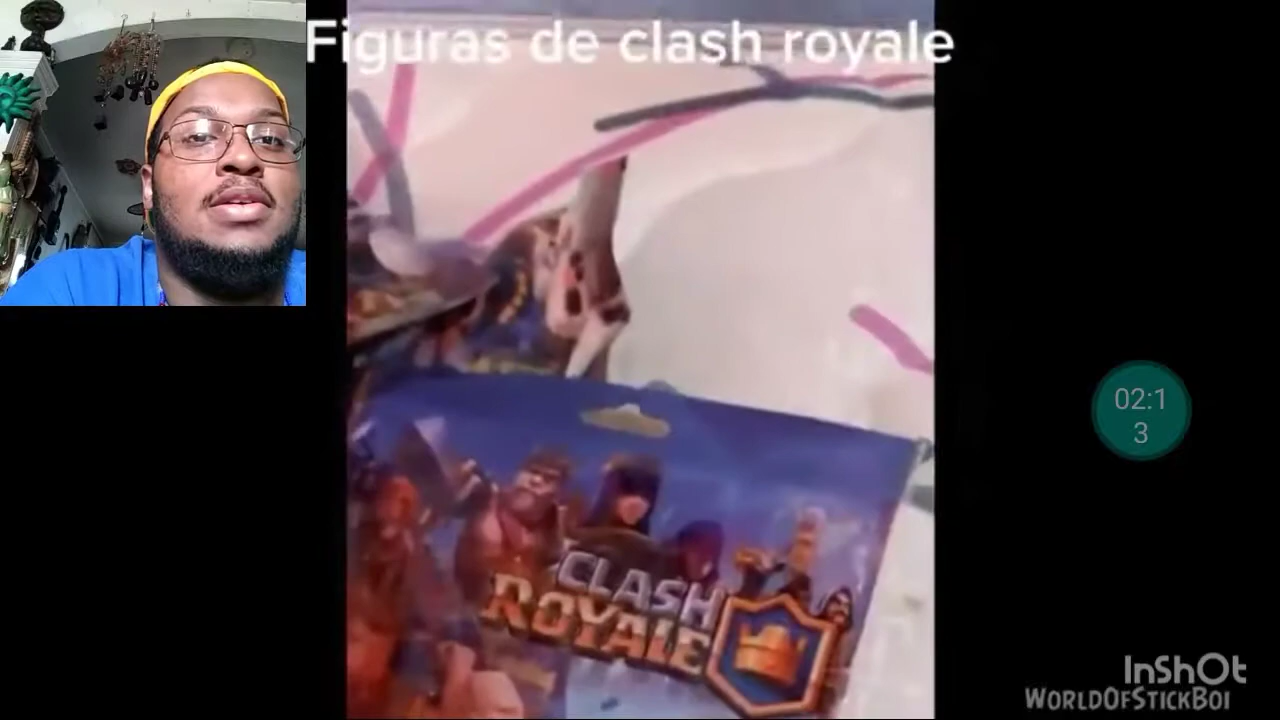 Figuras de clash royale
CLASH
ROYALE
02:1
3
InShOt
WORLDOFSTICKBOI